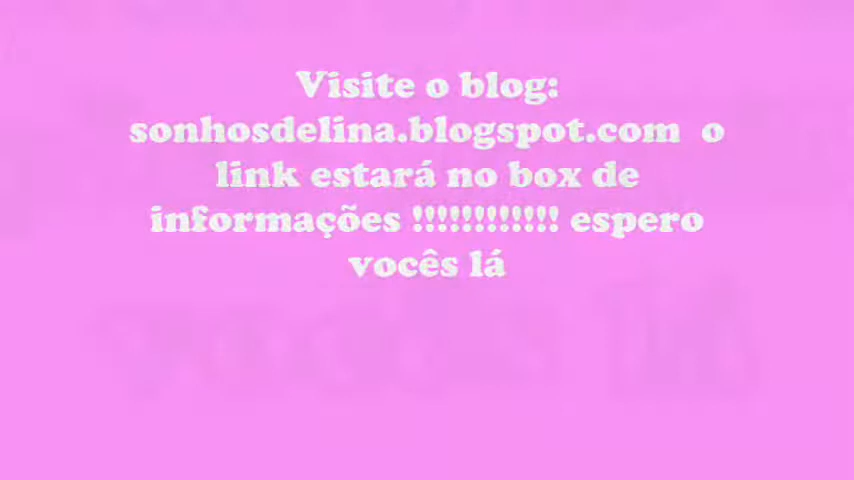 Visite o blog:
sonhosdelina.blogspot.com o
link estará no box de
informações !!!!!!!!!!!! espero
vocês lá